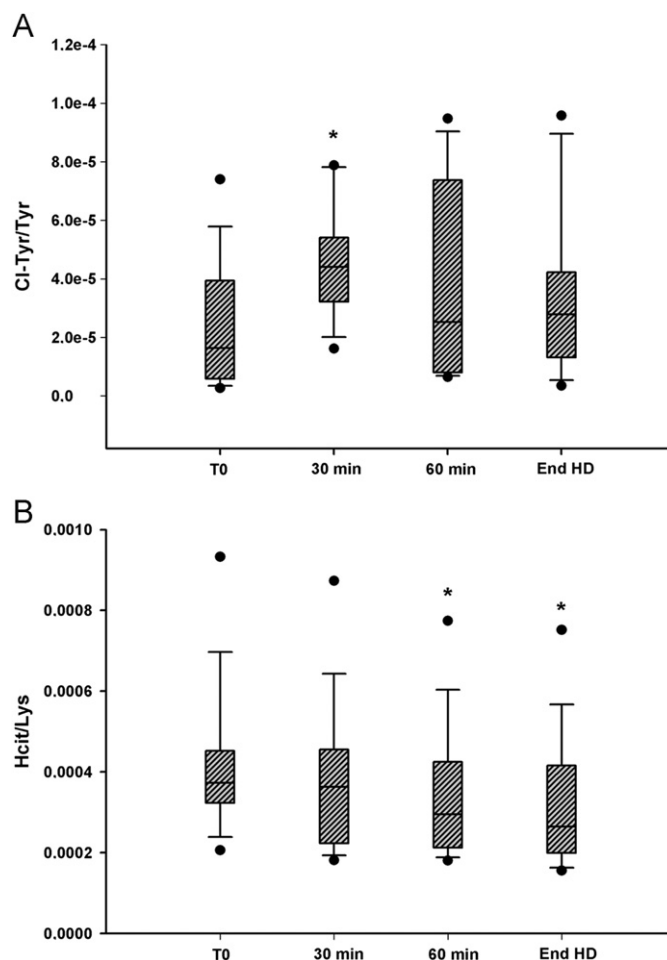 A
1.2e-4
1.0e-4
8.0e-5
6.0e-5
4.0e-5
2.0e-5
0.0
Cl-Tyr/Tyr
*
T0 30 min 60 min End HD
B
0.0010
0.0008
0.0006
0.0004
0.0002
0.0000
Hcit/Lys
* *
T0 30 min 60 min End HD